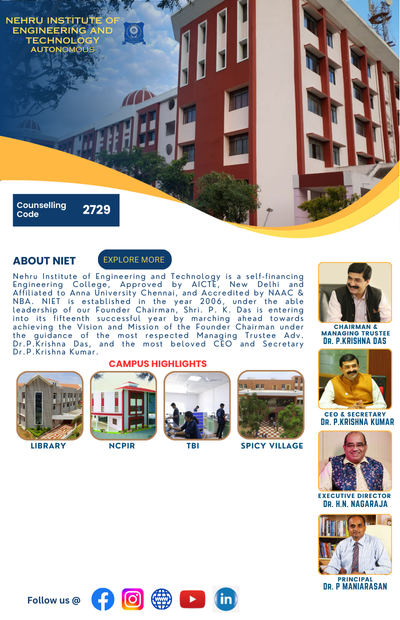 NEHRU INSTITUTE OF
ENGINEERING AND
TECHNOLOGY
AUTONOMOUS
Counselling
Code
2729
ABOUT NIET
EXPLORE MORE
Nehru Institute of Engineering and Technology is a self-financing
Engineering College, Approved by AICTE, New Delhi and
Affiliated to Anna University Chennai, and Accredited by NAAC &
NBA. NIET is established in the year 2006, under the able
leadership of our Founder Chairman, Shri. P. K. Das is entering
into its fifteenth successful year by marching ahead towards
achieving the Vision and Mission of the Founder Chairman under
the guidance of the most respected Managing Trustee Adv.
Dr.P.Krishna Das, and the most beloved CEO and Secretary
Dr.P.Krishna Kumar.
CAMPUS HIGHLIGHTS
LIBRARY
NCPIR
TBI
SPICY VILLAGE
CHAIRMAN &
MANAGING TRUSTEE
DR. P.KRISHNA DAS
CEO & SECRETARY
DR. P.KRISHNA KUMAR
EXECUTIVE DIRECTOR
DR. H.N. NAGARAJA
PRINCIPAL
DR. P MANIARASAN
Follow us @